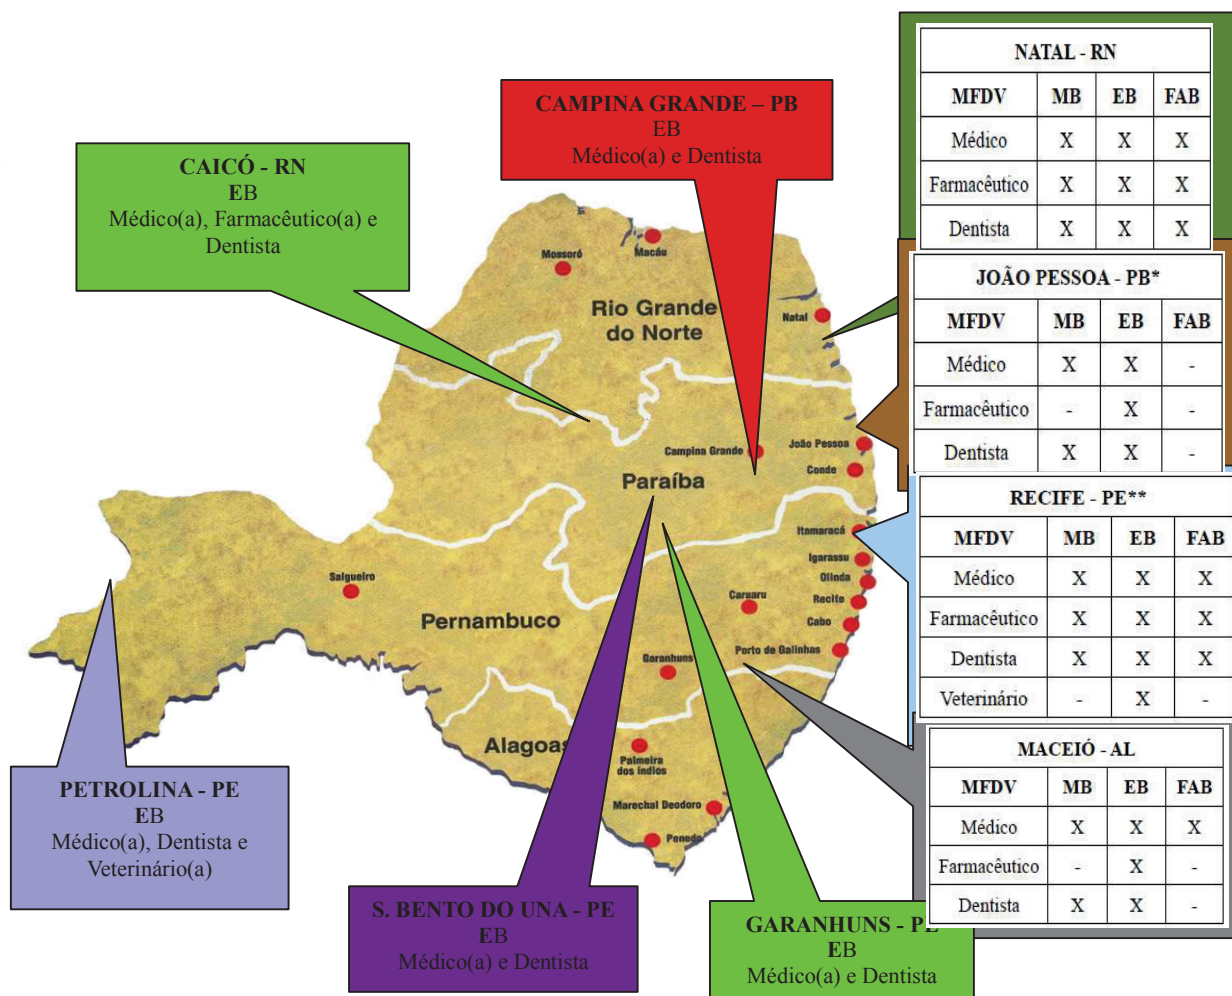 NATAL - RN
MFDV MB EB FAB
Médico X X X
Farmacêutico X X X
Dentista X X X
CAMPINA GRANDE – PB
EB
Médico(a) e Dentista
CAICÓ - RN
EB
Médico(a), Farmacêutico(a) e
Dentista
JOÃO PESSOA - PB*
MFDV MB EB FAB
Médico X X -
Farmacêutico - X -
Dentista X X -
Mossoró
Macáu
Rio Grande
do Norte
Natal
Campina Grande
João Pessoa
Conde
Paraíba
RECIFE - PE**
MFDV MB EB FAB
Médico X X X
Farmacêutico X X X
Dentista X X X
Veterinário - X -
Itamaracá
Igarassu
Olinda
Salgueiro
Caruaru
Recife
Pernambuco
Cabo
Porto de Galinhas
Garanhuns
Alagoas
Palmeira
dos Índios
Marechal Deodoro
Penedo
MACEIÓ - AL
MFDV MB EB FAB
Médico X X X
Farmacêutico - X -
Dentista X X -
PETROLINA - PE
EB
Médico(a), Dentista e
Veterinário(a)
S. BENTO DO UNA - PE
EB
Médico(a) e Dentista
GARANHUNS - PE
EB
Médico(a) e Dentista